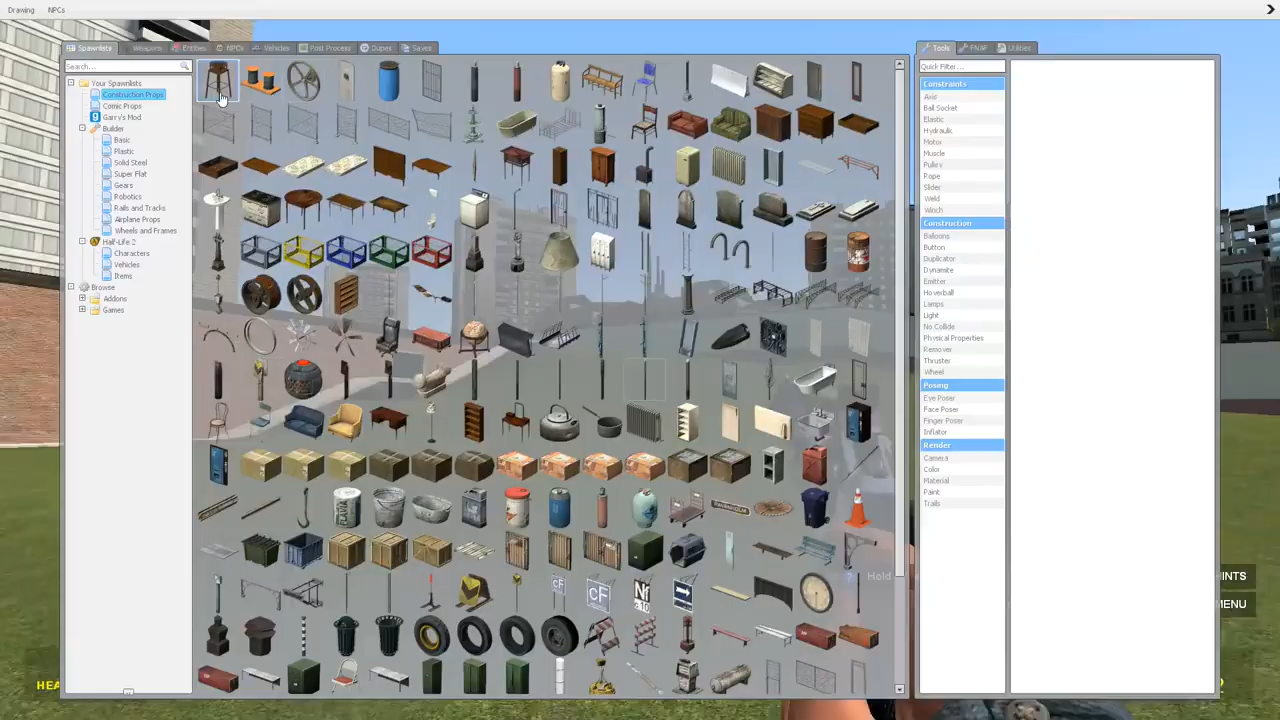 Drawing NPCs
Spawnlists Weapons Entities NPCs Vehicles Post Process Dupes Saves
Tools FNAF Utilities
Search...
Your Spawnlists
Construction Props
Comic Props
Garry's Mod
Builder
Basic
Plastic
Solid Steel
Super Flat
Gears
Robotics
Rails and Tracks
Airplane Props
Wheels and Frames
Half-Life 2
Characters
Vehicles
Items
Browse
Addons
Games
Quick Filter...
Constraints
Axis
Ball Socket
Elastic
Hydraulic
Motor
Muscle
Pulley
Rope
Slider
Weld
Winch
Construction
Balloons
Button
Duplicator
Dynamite
Emitter
Hoverball
Lamps
Light
No Collide
Physical Properties
Remover
Thruster
Wheel
Posing
Eye Poser
Face Poser
Finger Poser
Inflator
Render
Camera
Color
Material
Paint
Trails
Hold
INTS
MENU
cF
cF
Nf
HEA